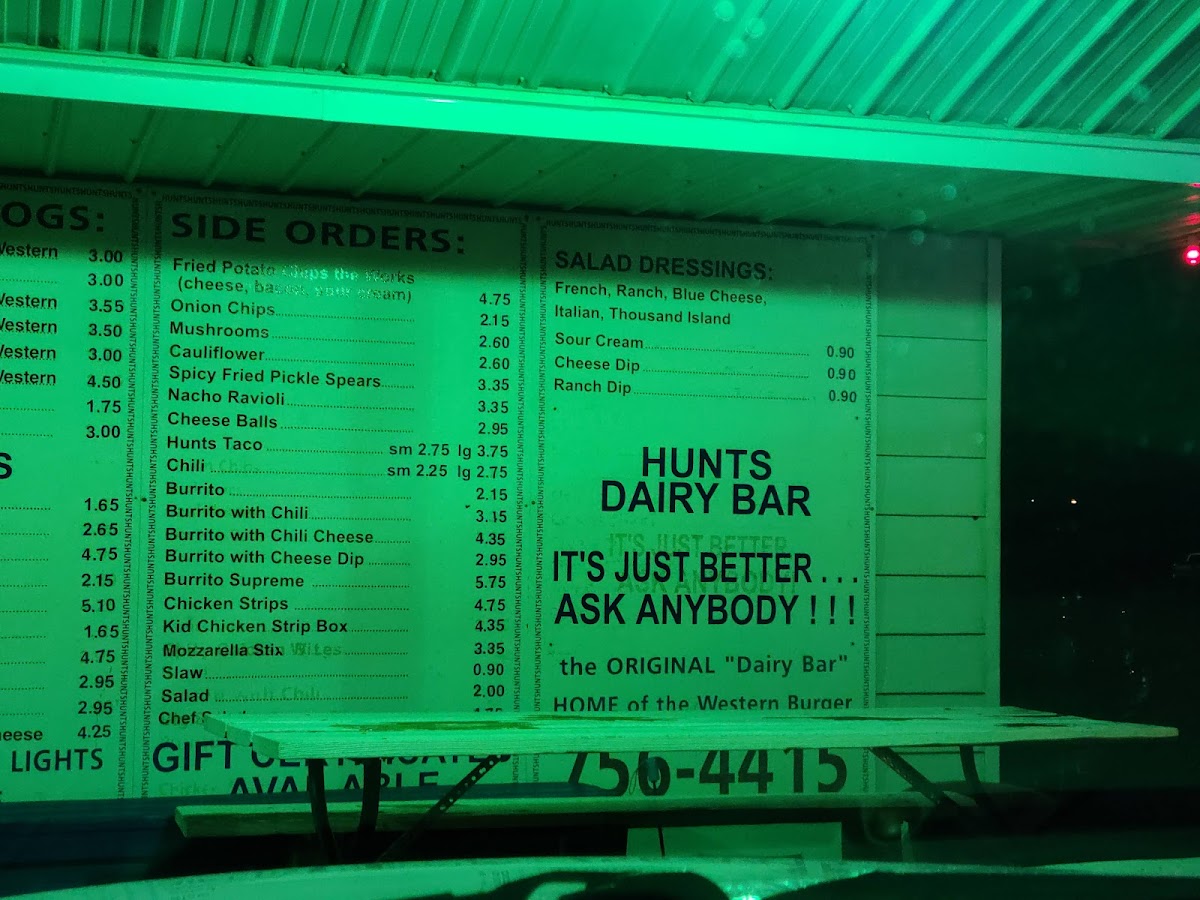 OGS:
Western 3.00
3.00
Western 3.55
Western 3.50
Western 3.00
Western 4.50
1.75
3.00
S
1.65
2.65
4.75
2.15
5.10
1.65
4.75
2.95
2.95
heese 4.25
LIGHTS
SIDE ORDERS:
Fried Potato the
(cheese, sour cream) 4.75
Onion Chips 2.15
Mushrooms 2.60
Cauliflower 2.60
Spicy Fried Pickle Spears 3.35
Nacho Ravioli 3.35
Cheese Balls 2.95
Hunts Taco sm 2.75 lg 3.75
Chili sm 2.25 lg 2.75
Burrito 2.15
Burrito with Chili 3.15
Burrito with Chili Cheese 4.35
Burrito with Cheese Dip 2.95
Burrito Supreme 5.75
Chicken Strips 4.75
Kid Chicken Strip Box 4.35
Mozzarella Stix 3.35
Slaw 0.90
Salad 2.00
Chef
GIFT
AVAILABLE
SALAD DRESSINGS:
French, Ranch, Blue Cheese,
Italian, Thousand Island
Sour Cream 0.90
Cheese Dip 0.90
Ranch Dip 0.90
HUNTS
DAIRY BAR
IT'S JUST BETTER . . .
ASK ANYBODY ! ! !
the ORIGINAL "Dairy Bar"
HOME of the Western Burger
756-4415